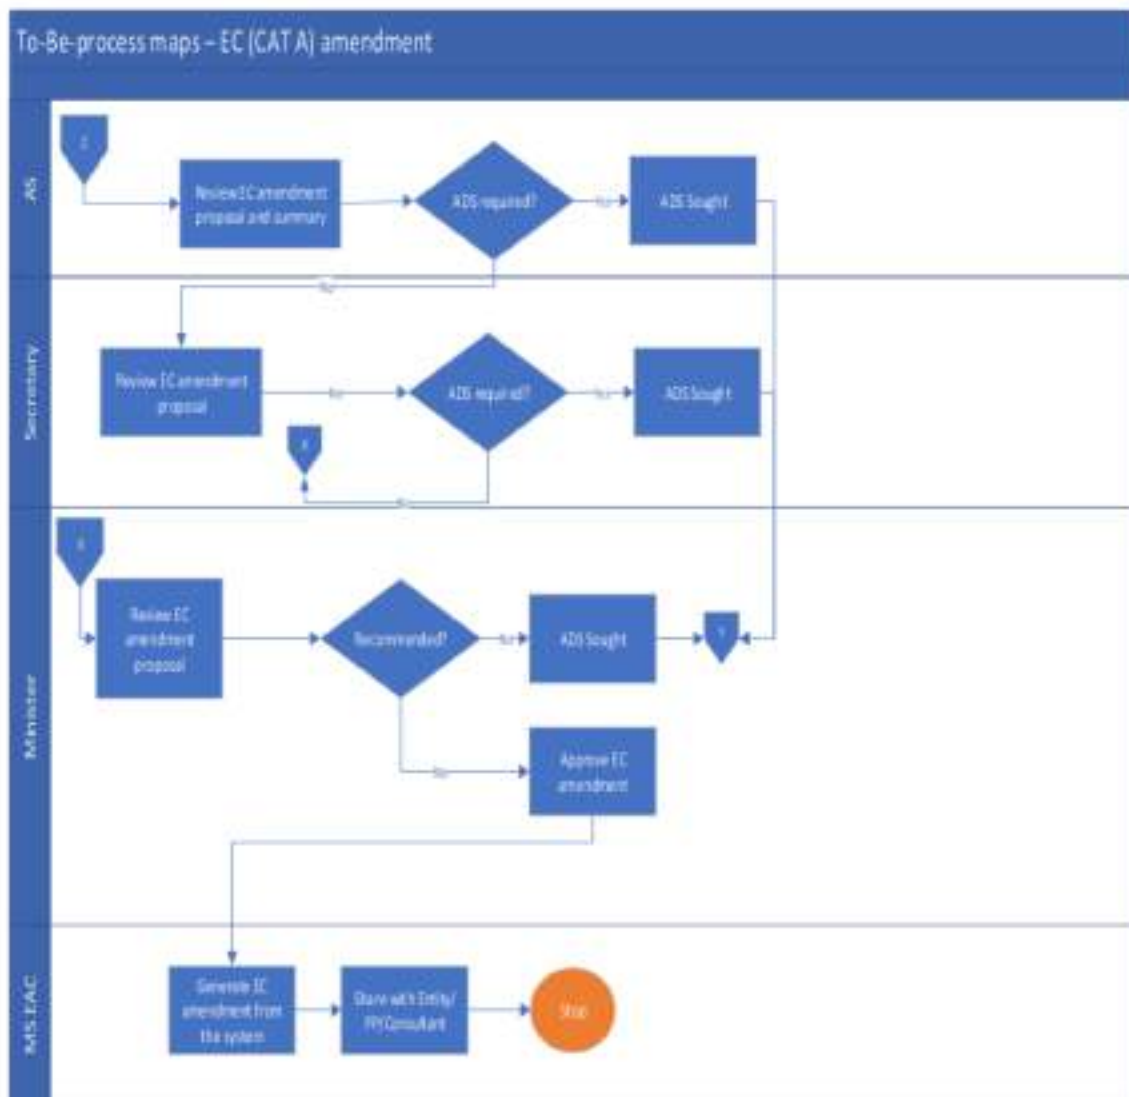 To-Be-process maps – EC (CAT A) amendment
AS
Review EC amendment
proposal and summary
ADS required?
Yes
ADS Sought
Secretary
Review EC amendment
proposal
ADS required?
Yes
ADS Sought
Minister
Review EC
amendment
proposal
Recommended?
ADS Sought
Approve EC
amendment
MS EAC
Generate EC
amendment from
the system
Share with Entity/
PP/Consultant
Stop